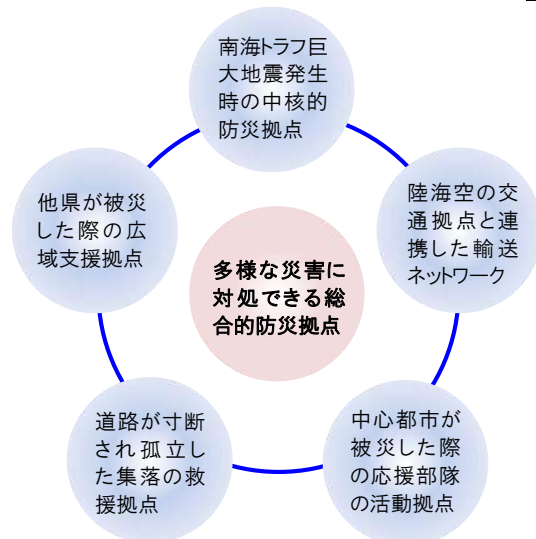 南海トラフ巨
大地震発生
時の中核的
防災拠点
陸海空の交
通拠点と連
携した輸送
ネットワーク
中心都市が
被災した際
の応援部隊
の活動拠点
道路が寸断
され孤立し
た集落の救
援拠点
他県が被災
した際の広
域支援拠点
多様な災害に
対処できる総
合的防災拠点